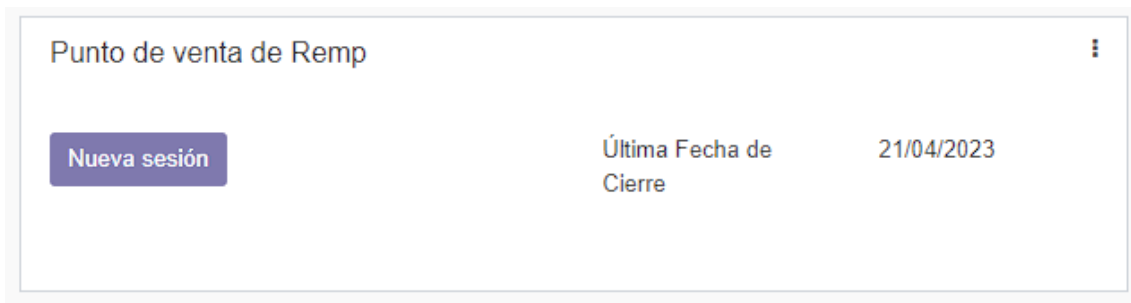 Punto de venta de Remp
Nueva sesión
Última Fecha de
Cierre
21/04/2023